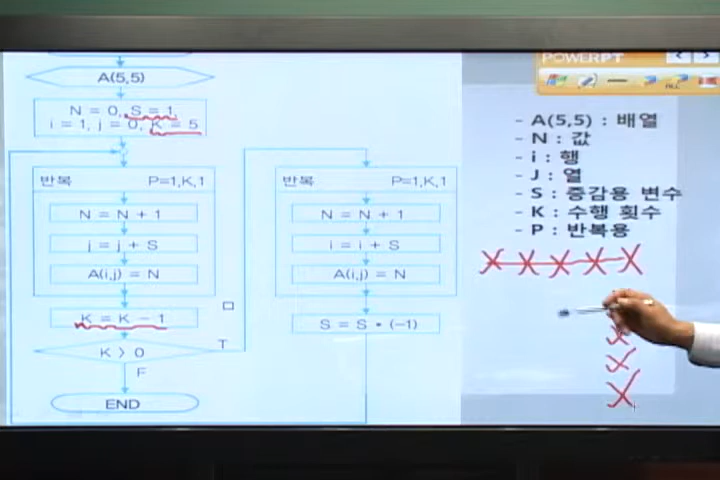 POWERPT
A(5,5)
N = 0, S = 1,
i = 1, j = 0, K = 5
반복 P=1,K,1
N = N + 1
j = j + S
A(i,j) = N
K = K - 1
K > 0
T
F
END
반복 P=1,K,1
N = N + 1
i = i + S
A(i,j) = N
S = S * (-1)
- A(5,5) : 배열
- N : 값
- i : 행
- J : 열
- S : 증감용 변수
- K : 수행 횟수
- P : 반복용